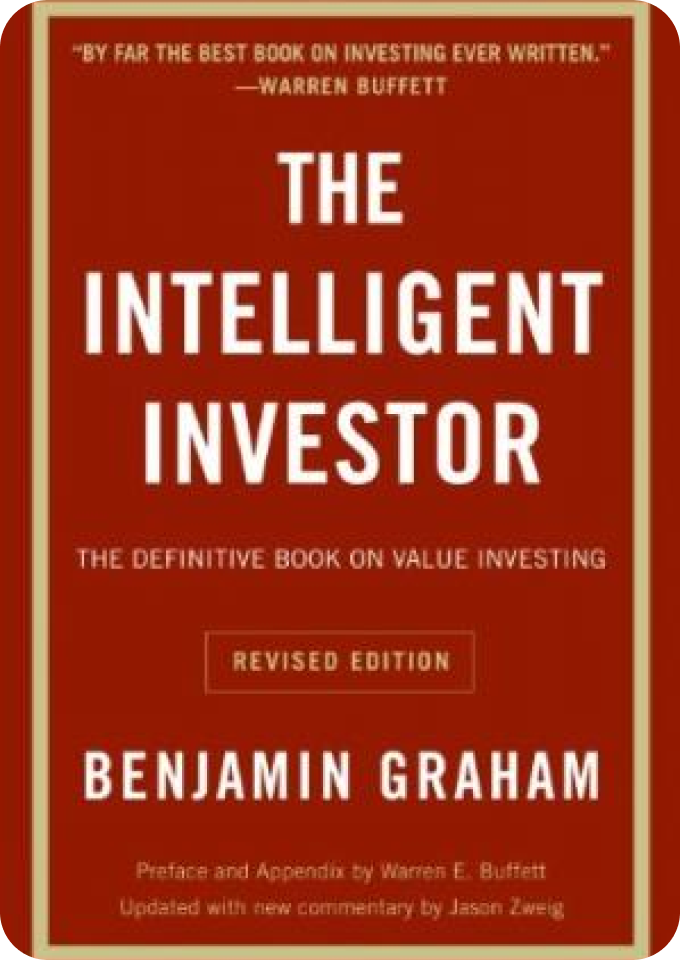 “BY FAR THE BEST BOOK ON INVESTING EVER WRITTEN.”
—WARREN BUFFETT
THE
INTELLIGENT
INVESTOR
THE DEFINITIVE BOOK ON VALUE INVESTING
REVISED EDITION
BENJAMIN GRAHAM
Preface and Appendix by Warren E. Buffett
Updated with new commentary by Jason Zweig